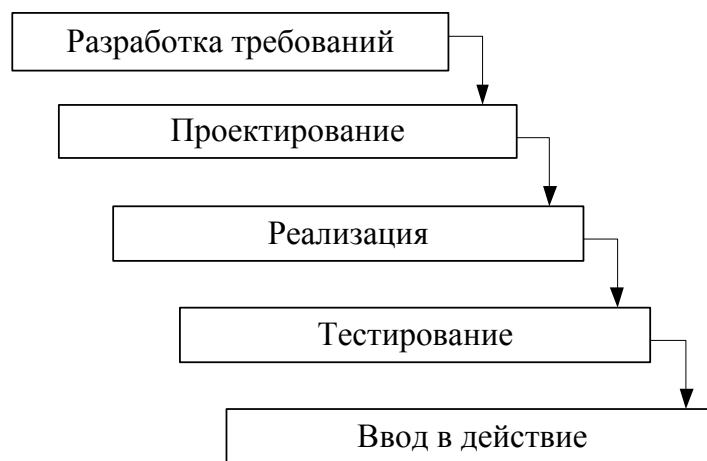 Разработка требований
Проектирование
Реализация
Тестирование
Ввод в действие